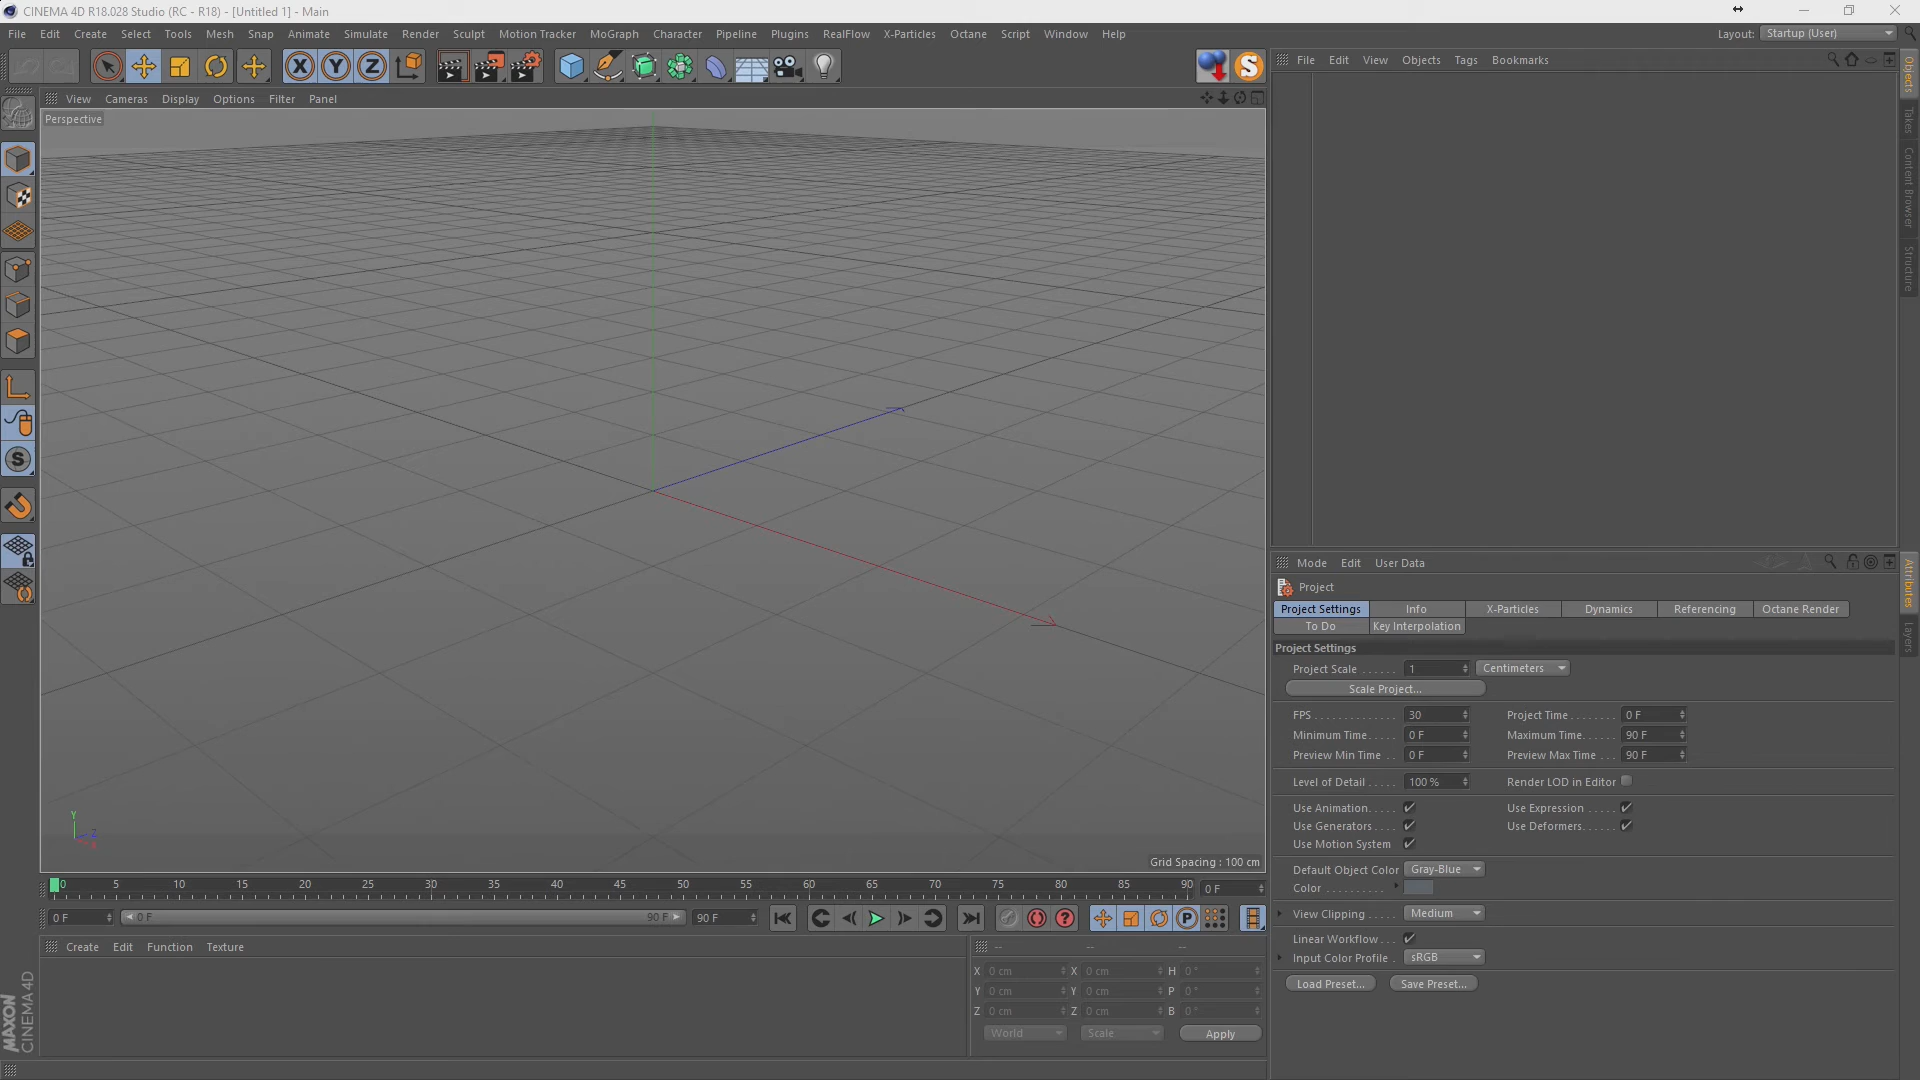 CINEMA 4D R18.028 Studio (RC - R18) - [Untitled 1] - Main
File Edit Create Select Tools Mesh Snap Animate Simulate Render Sculpt Motion Tracker MoGraph Character Pipeline Plugins RealFlow X-Particles Octane Script Window Help Layout: Startup (User)
X Y Z S
File Edit View Objects Tags Bookmarks
View Cameras Display Options Filter Panel
Perspective
Objects
Takes
Content Browser
Structure
S
Y
Z
X
Grid Spacing : 100 cm
Mode Edit User Data
Project
Project Settings Info X-Particles Dynamics Referencing Octane Render
To Do Key Interpolation
Attributes
Layers
Project Settings
Project Scale . . . . . . 1 Centimeters
Scale Project...
FPS . . . . . . . . . . . . . 30 Project Time . . . . . . . . 0 F
Minimum Time. . . . . 0 F Maximum Time. . . . . . 90 F
Preview Min Time . . 0 F Preview Max Time . . . 90 F
Level of Detail . . . . . 100 % Render LOD in Editor
Use Animation. . . . . Use Expression . . . . .
Use Generators . . . . Use Deformers. . . . . .
Use Motion System
Default Object Color Gray-Blue
Color . . . . . . . . . .
View Clipping . . . . . Medium
Linear Workflow . . .
Input Color Profile . sRGB
Load Preset... Save Preset...
0 5 10 15 20 25 30 35 40 45 50 55 60 65 70 75 80 85 90 0 F
0 F 0 F 90 F 90 F ? P
Create Edit Function Texture
-- -- --
X 0 cm X 0 cm H 0 °
Y 0 cm Y 0 cm P 0 °
Z 0 cm Z 0 cm B 0 °
World Scale Apply
MAXON
CINEMA 4D